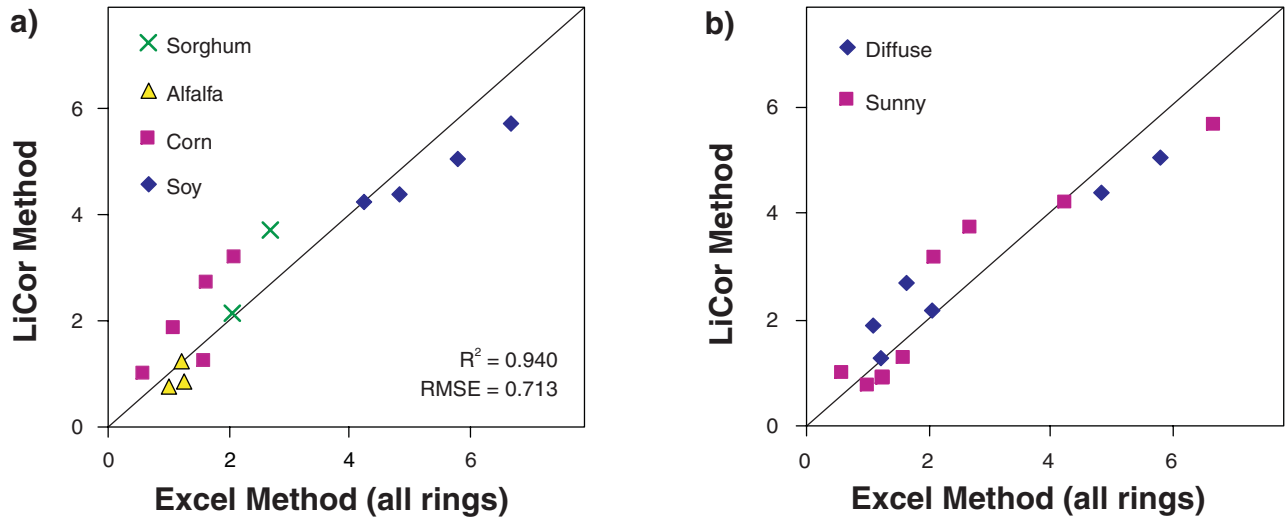 a)
Sorghum
Alfalfa
Corn
Soy
R² = 0.940
RMSE = 0.713
6
4
2
0
0 2 4 6
LiCor Method
Excel Method (all rings)
b)
Diffuse
Sunny
6
4
2
0
0 2 4 6
LiCor Method
Excel Method (all rings)